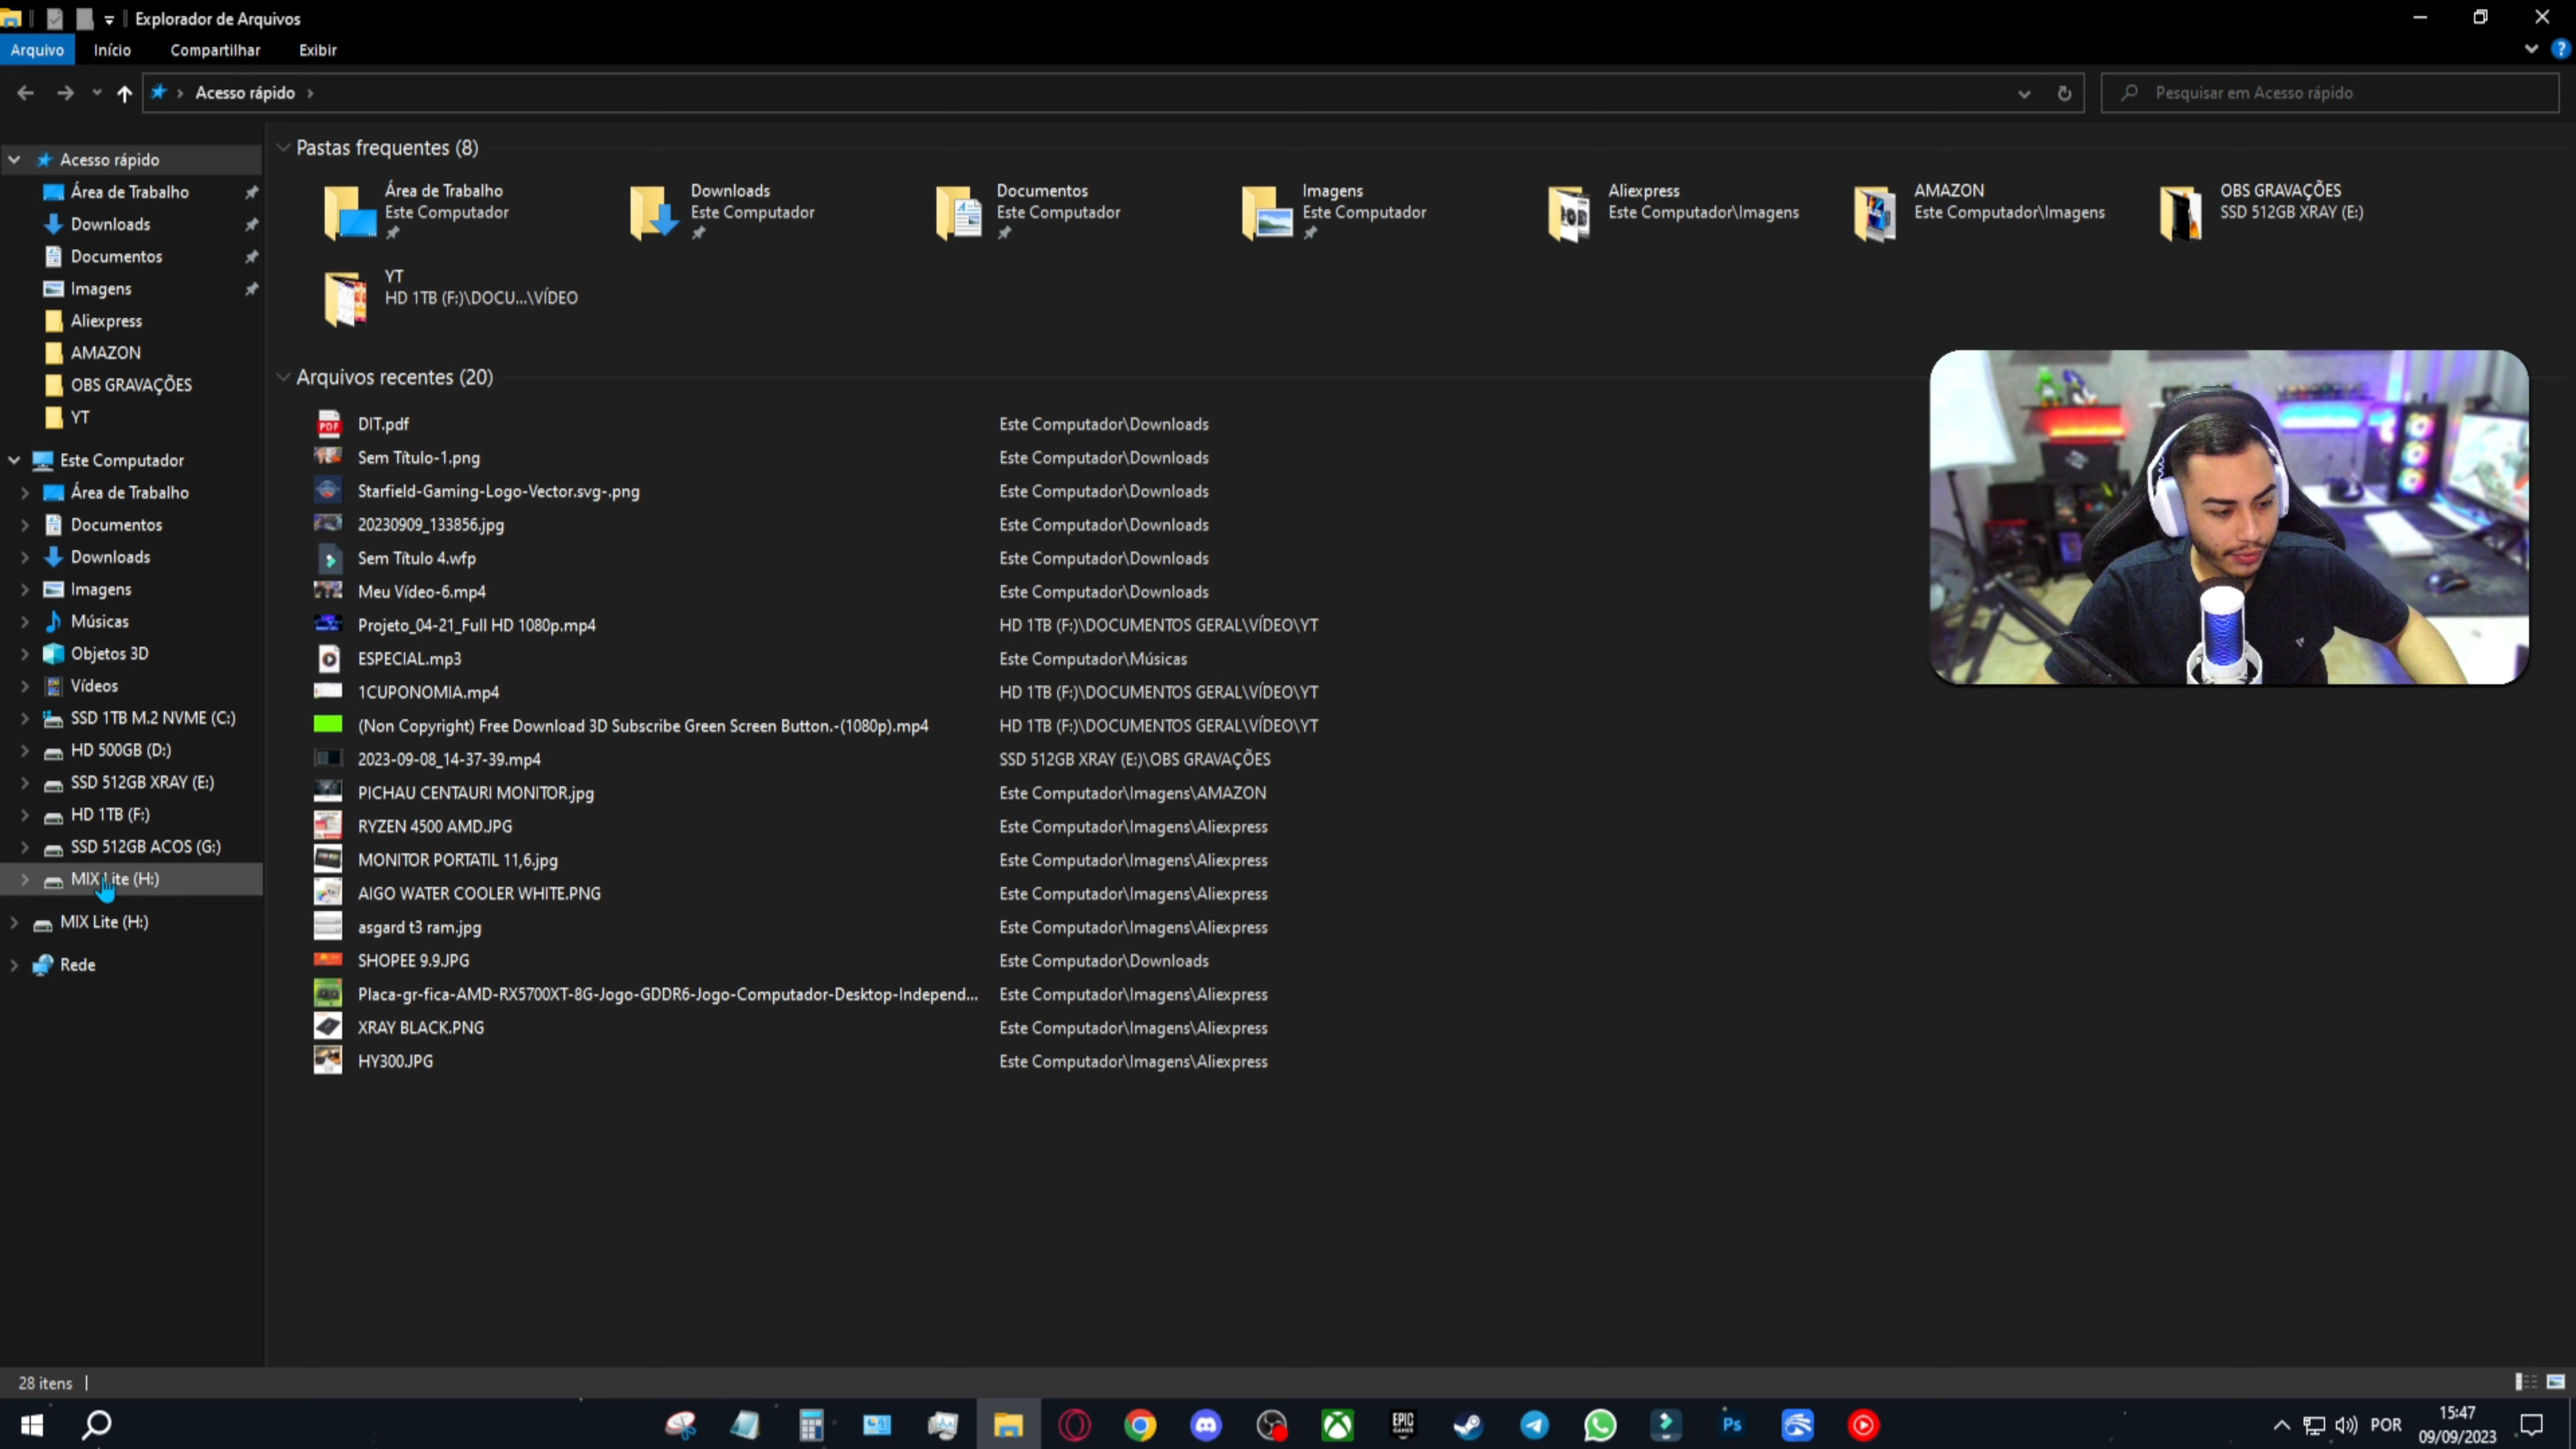 Explorador de Arquivos
Arquivo Início Compartilhar Exibir
Acesso rápido
Pesquisar em Acesso rápido
Acesso rápido
Área de Trabalho
Downloads
Documentos
Imagens
Aliexpress
AMAZON
OBS GRAVAÇÕES
YT
Este Computador
Área de Trabalho
Documentos
Downloads
Imagens
Músicas
Objetos 3D
Vídeos
SSD 1TB M.2 NVME (C:)
HD 500GB (D:)
SSD 512GB XRAY (E:)
HD 1TB (F:)
SSD 512GB ACOS (G:)
MIX Lite (H:)
MIX Lite (H:)
Rede
Pastas frequentes (8)
Área de Trabalho
Este Computador
Downloads
Este Computador
Documentos
Este Computador
Imagens
Este Computador
Aliexpress
Este Computador\Imagens
AMAZON
Este Computador\Imagens
OBS GRAVAÇÕES
SSD 512GB XRAY (E:)
YT
HD 1TB (F:)\DOCU...\VÍDEO
Arquivos recentes (20)
DIT.pdf Este Computador\Downloads
Sem Título-1.png Este Computador\Downloads
Starfield-Gaming-Logo-Vector.svg-.png Este Computador\Downloads
20230909_133856.jpg Este Computador\Downloads
Sem Título 4.wfp Este Computador\Downloads
Meu Vídeo-6.mp4 Este Computador\Downloads
Projeto_04-21_Full HD 1080p.mp4 HD 1TB (F:)\DOCUMENTOS GERAL\VÍDEO\YT
ESPECIAL.mp3 Este Computador\Músicas
1CUPONOMIA.mp4 HD 1TB (F:)\DOCUMENTOS GERAL\VÍDEO\YT
(Non Copyright) Free Download 3D Subscribe Green Screen Button.-(1080p).mp4 HD 1TB (F:)\DOCUMENTOS GERAL\VÍDEO\YT
2023-09-08_14-37-39.mp4 SSD 512GB XRAY (E:)\OBS GRAVAÇÕES
PICHAU CENTAURI MONITOR.jpg Este Computador\Imagens\AMAZON
RYZEN 4500 AMD.JPG Este Computador\Imagens\Aliexpress
MONITOR PORTATIL 11,6.jpg Este Computador\Imagens\Aliexpress
AIGO WATER COOLER WHITE.PNG Este Computador\Imagens\Aliexpress
asgard t3 ram.jpg Este Computador\Imagens\Aliexpress
SHOPEE 9.9.JPG Este Computador\Downloads
Placa-gr-fica-AMD-RX5700XT-8G-Jogo-GDDR6-Jogo-Computador-Desktop-Independ... Este Computador\Imagens\Aliexpress
XRAY BLACK.PNG Este Computador\Imagens\Aliexpress
HY300.JPG Este Computador\Imagens\Aliexpress
28 itens
EPIC GAMES
Ps
POR
15:47
09/09/2023